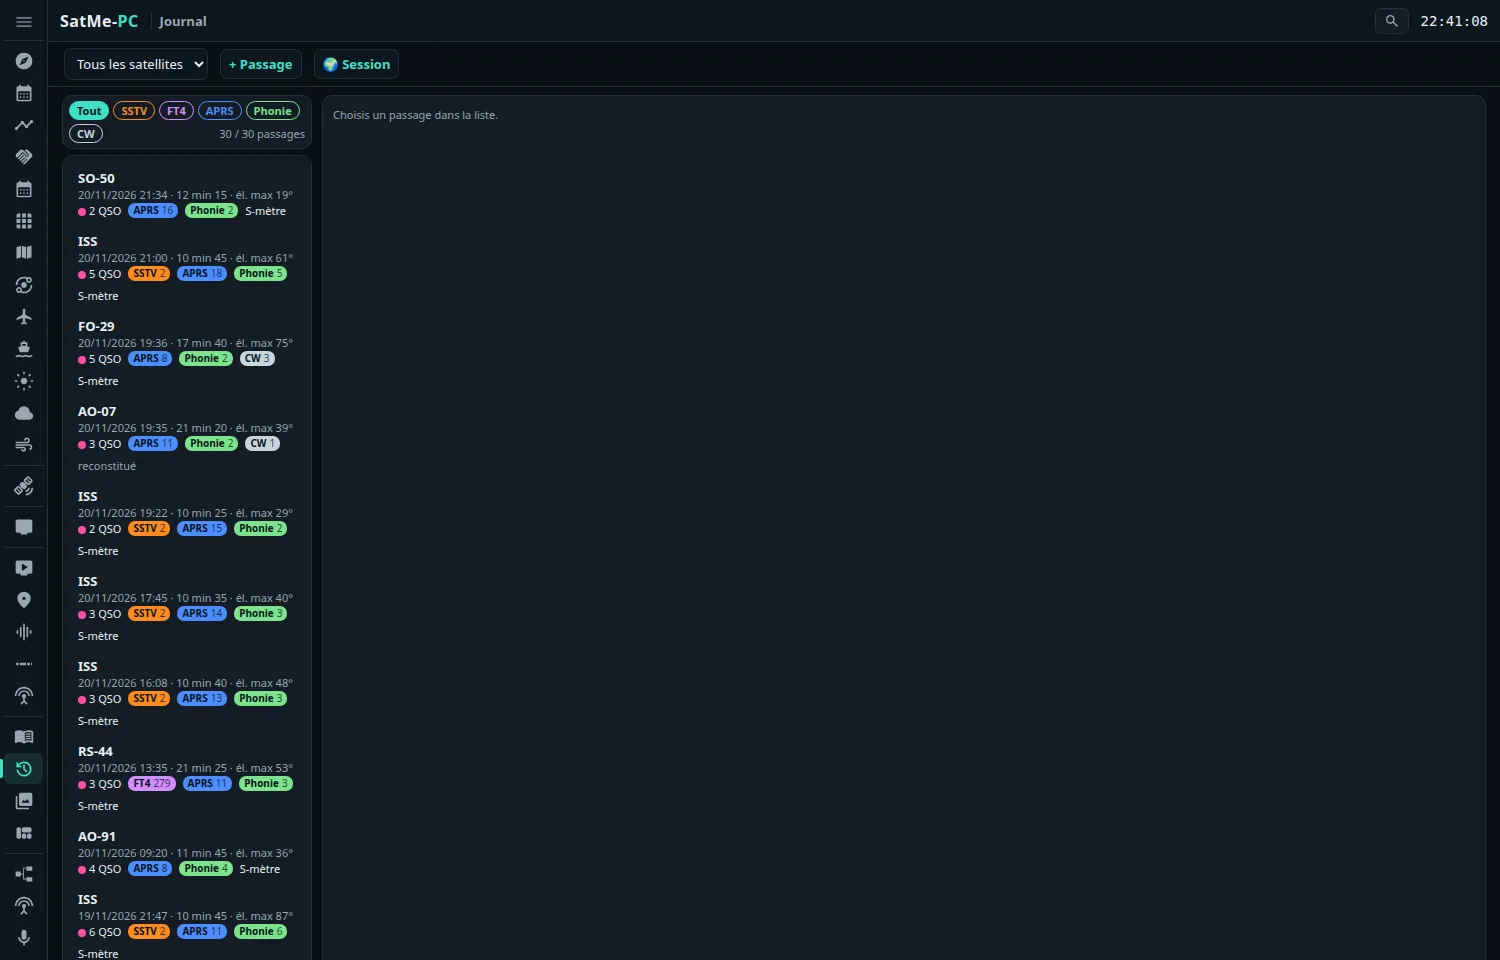 SatMe-PC Journal 22:41:08
Tous les satellites + Passage Session
Tout SSTV FT4 APRS Phonie
CW 30 / 30 passages
Choisis un passage dans la liste.
SO-50
20/11/2026 21:34 · 12 min 15 · él. max 19°
2 QSO APRS 16 Phonie 2 S-mètre
ISS
20/11/2026 21:00 · 10 min 45 · él. max 61°
5 QSO SSTV 2 APRS 18 Phonie 5
S-mètre
FO-29
20/11/2026 19:36 · 17 min 40 · él. max 75°
5 QSO APRS 8 Phonie 2 CW 3
S-mètre
AO-07
20/11/2026 19:35 · 21 min 20 · él. max 39°
3 QSO APRS 11 Phonie 2 CW 1
reconstitué
ISS
20/11/2026 19:22 · 10 min 25 · él. max 29°
2 QSO SSTV 2 APRS 15 Phonie 2
S-mètre
ISS
20/11/2026 17:45 · 10 min 35 · él. max 40°
3 QSO SSTV 2 APRS 14 Phonie 3
S-mètre
ISS
20/11/2026 16:08 · 10 min 40 · él. max 48°
3 QSO SSTV 2 APRS 13 Phonie 3
S-mètre
RS-44
20/11/2026 13:35 · 21 min 25 · él. max 53°
3 QSO FT4 279 APRS 11 Phonie 3
S-mètre
AO-91
20/11/2026 09:20 · 11 min 45 · él. max 36°
4 QSO APRS 8 Phonie 4 S-mètre
ISS
19/11/2026 21:47 · 10 min 45 · él. max 87°
6 QSO SSTV 2 APRS 11 Phonie 6
S-mètre